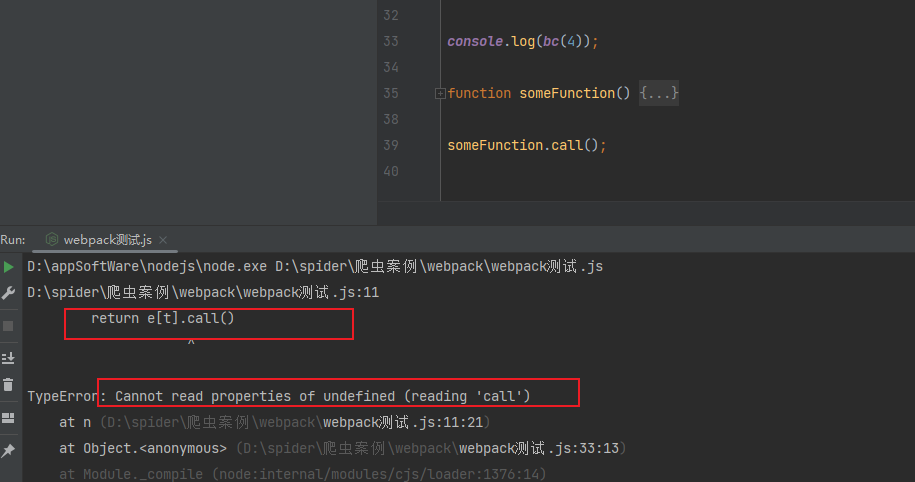 32
33 console.log(bc(4));
34
35 function someFunction() {...}
38
39 someFunction.call();
40
Run: webpack测试.js ×
D:\appSoftWare\nodejs\node.exe D:\spider\爬虫案例\webpack\webpack测试.js
D:\spider\爬虫案例\webpack\webpack测试.js:11
return e[t].call()
^
TypeError: Cannot read properties of undefined (reading 'call')
at n (D:\spider\爬虫案例\webpack\webpack测试.js:11:21)
at Object.<anonymous> (D:\spider\爬虫案例\webpack\webpack测试.js:33:13)
at Module._compile (node:internal/modules/cjs/loader:1376:14)